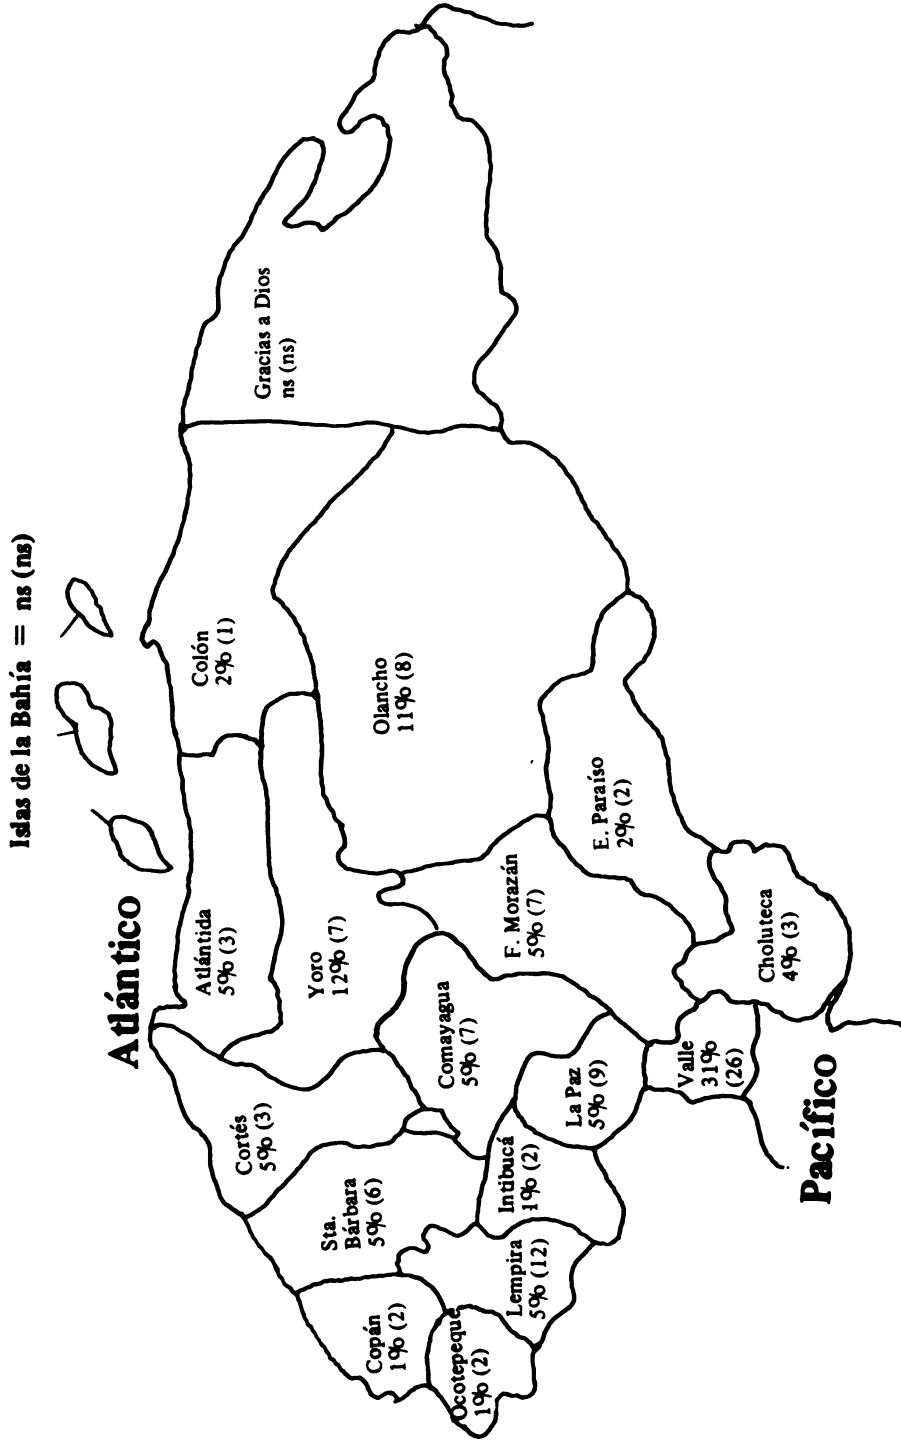 Islas de la Bahía = ns (ns)
Atlántico
Gracias a Dios
ns (ns)
Colón
2% (1)
Olancho
11% (8)
Atlántida
5% (3)
Yoro
12% (7)
E. Paraíso
2% (2)
F. Morazán
5% (7)
Choluteca
4% (3)
Cortés
5% (3)
Comayagua
5% (7)
La Paz
5% (9)
Valle
31%
(26)
Sta.
Bárbara
5% (6)
Intibucá
1% (2)
Lempira
5% (12)
Copán
1% (2)
Ocotepeque
1% (2)
Pacífico